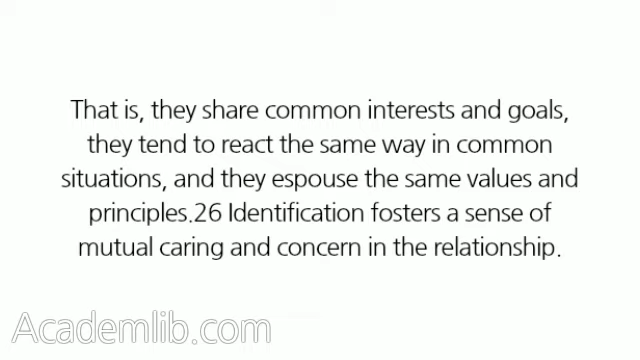 That is, they share common interests and goals,
they tend to react the same way in common
situations, and they espouse the same values and
principles.26 Identification fosters a sense of
mutual caring and concern in the relationship.
Academlib.com